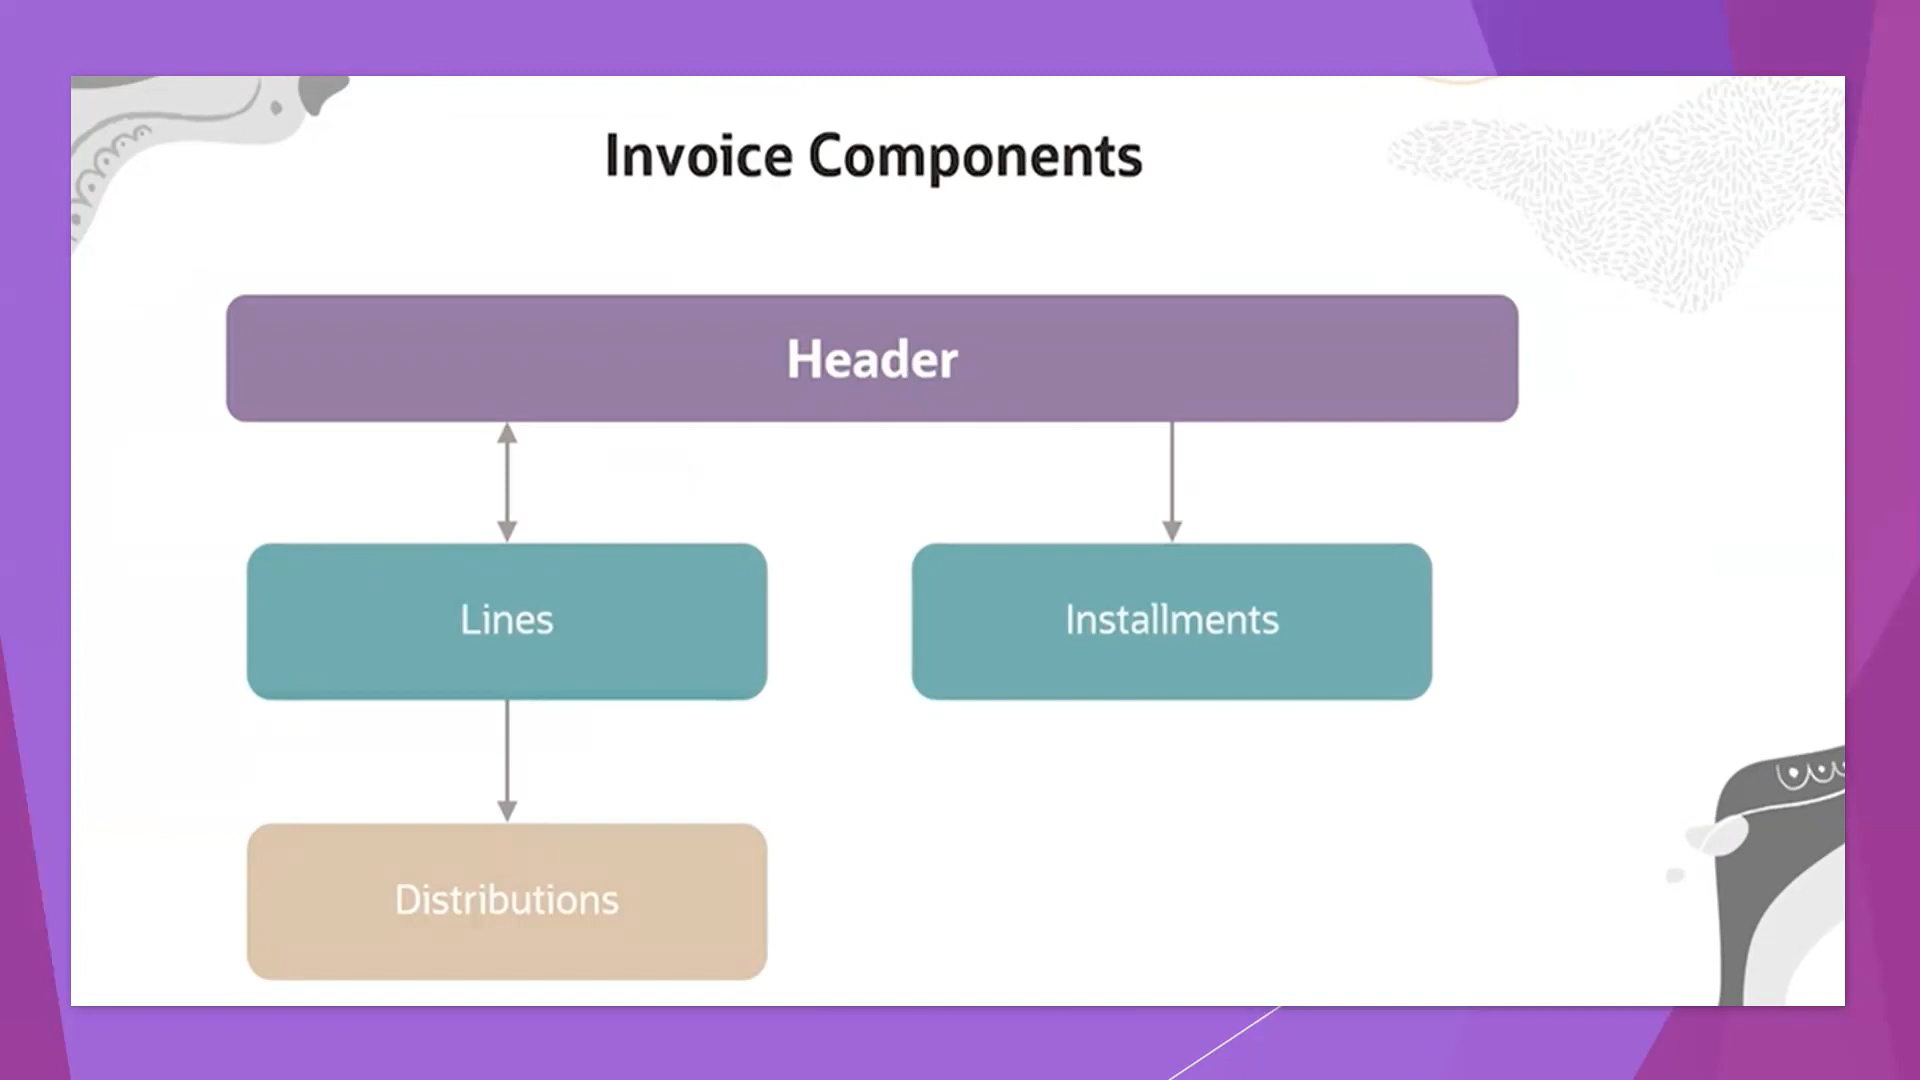 Invoice Components
Header
Lines
Installments
Distributions